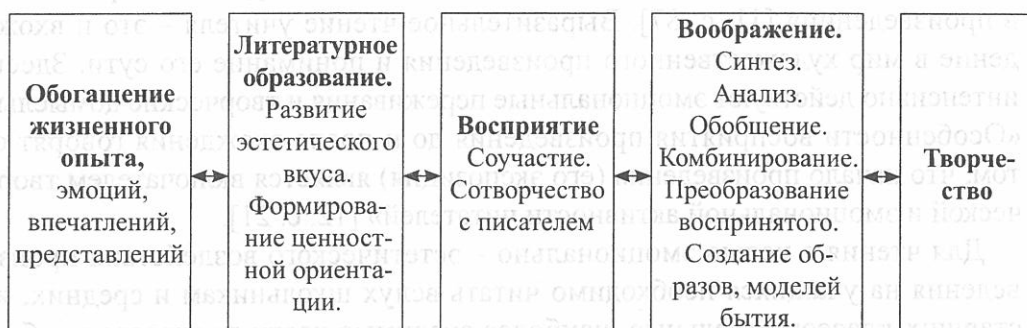 Обогащение
жизненного
опыта,
эмоций,
впечатлений,
представлений
Литературное
образование.
Развитие
эстетического
вкуса.
Формирова-
ние ценност-
ной ориента-
ции.
Восприятие
Соучастие.
Сотворчество
с писателем
Воображение.
Синтез.
Анализ.
Обобщение.
Комбинирование.
Преобразование
воспринятого.
Создание об-
разов, моделей
бытия.
Творче-
ство